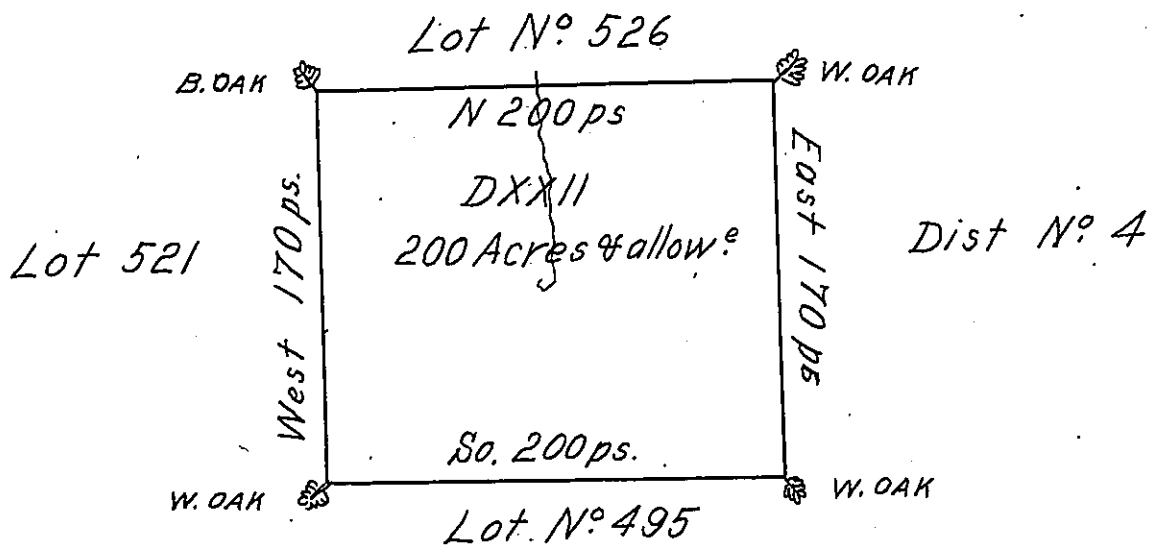 Lot Nº 526
B. OAK
W. OAK
N 200 ps
DXXII
200 Acres & allow.ᵉ
West 170 ps.
East 170 ps
Lot 521
Dist Nº 4
So. 200 ps.
W. OAK
W. OAK
Lot. Nº 495